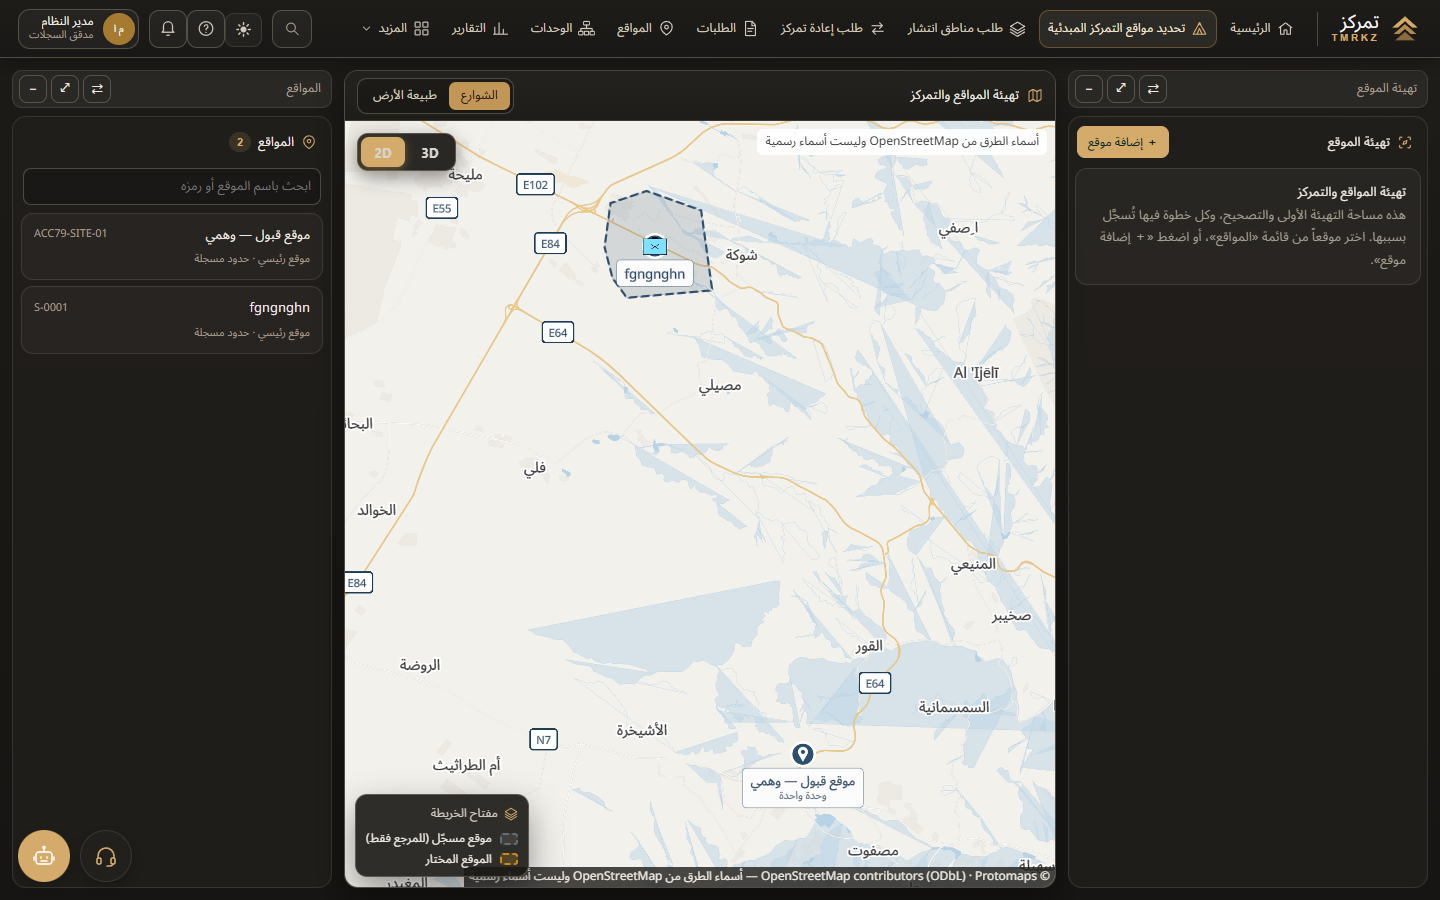 تمركز
TMRKZ
الرئيسية
تحديد مواقع التمركز المبدئية
طلب مناطق انتشار
طلب إعادة تمركز
الطلبات
المواقع
الوحدات
التقارير
المزيد
م ا
مدير النظام
مدقق السجلات
تهيئة الموقع
تهيئة الموقع
+ إضافة موقع
تهيئة المواقع والتمركز
هذه مساحة التهيئة الأولى والتصحيح، وكل خطوة فيها تُسجَّل
بسببها. اختر موقعاً من قائمة «المواقع»، أو اضغط « + إضافة
موقع».
تهيئة المواقع والتمركز
الشوارع
طبيعة الأرض
أسماء الطرق من OpenStreetMap وليست أسماء رسمية
2D
3D
مليحة
E102
E55
E84
شوكة
fgngnghn
E64
مصيلي
Al 'Ijēlī
فلي
الخوالد
المنيعي
E84
صخيبر
القور
الروضة
E64
السمسمانية
الأشيخرة
N7
أم الطراثيث
موقع قبول — وهمي
وحدة واحدة
مصفوت
مفتاح الخريطة
موقع مسجّل (للمرجع فقط)
الموقع المختار
© OpenStreetMap contributors (ODbL) · Protomaps — أسماء الطرق من OpenStreetMap وليست أسماء رسمية
المواقع
المواقع
2
ابحث باسم الموقع أو رمزه
موقع قبول — وهمي
ACC79-SITE-01
موقع رئيسي · حدود مسجلة
fgngnghn
S-0001
موقع رئيسي · حدود مسجلة